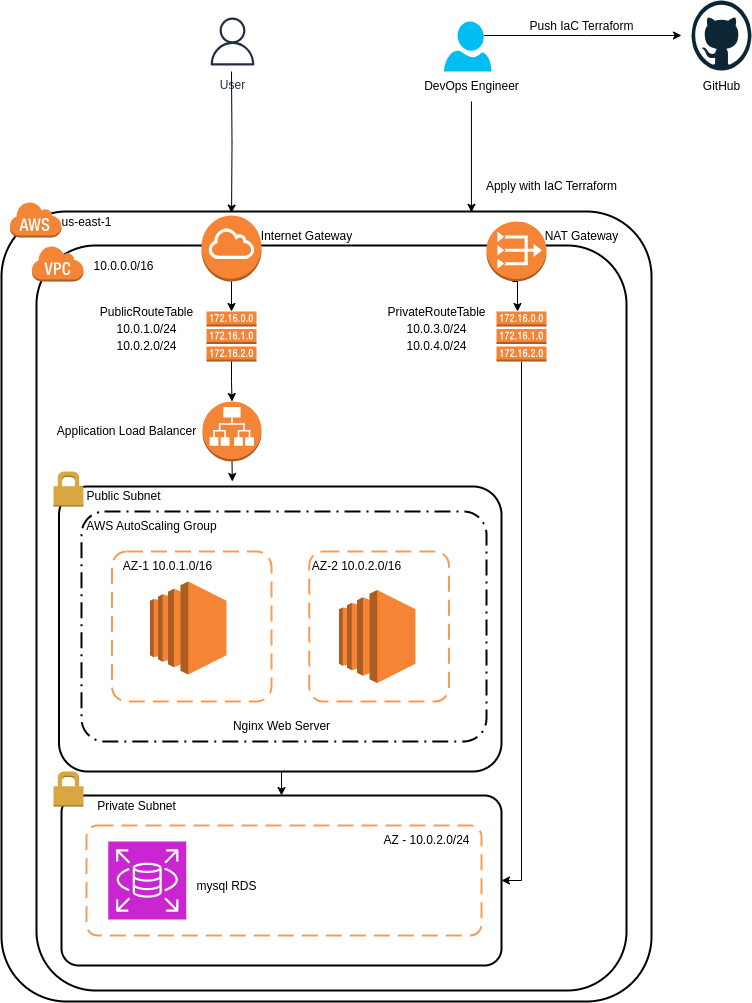 Push IaC Terraform
User
DevOps Engineer
GitHub
Apply with IaC Terraform
AWS
us-east-1
Internet Gateway
NAT Gateway
VPC
10.0.0.0/16
PublicRouteTable
10.0.1.0/24
10.0.2.0/24
172.16.0.0
172.16.1.0
172.16.2.0
PrivateRouteTable
10.0.3.0/24
10.0.4.0/24
172.16.0.0
172.16.1.0
172.16.2.0
Application Load Balancer
Public Subnet
AWS AutoScaling Group
AZ-1 10.0.1.0/16
AZ-2 10.0.2.0/16
Nginx Web Server
Private Subnet
AZ - 10.0.2.0/24
mysql RDS